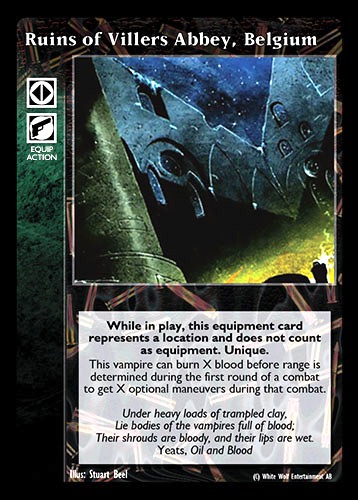 Ruins of Villers Abbey, Belgium
EQUIP
ACTION
While in play, this equipment card
represents a location and does not count
as equipment. Unique.
This vampire can burn X blood before range is
determined during the first round of a combat
to get X optional maneuvers during that combat.
Under heavy loads of trampled clay,
Lie bodies of the vampires full of blood;
Their shrouds are bloody, and their lips are wet.
Yeats, Oil and Blood
Illus: Stuart Beel
(C) White Wolf Entertainment AB